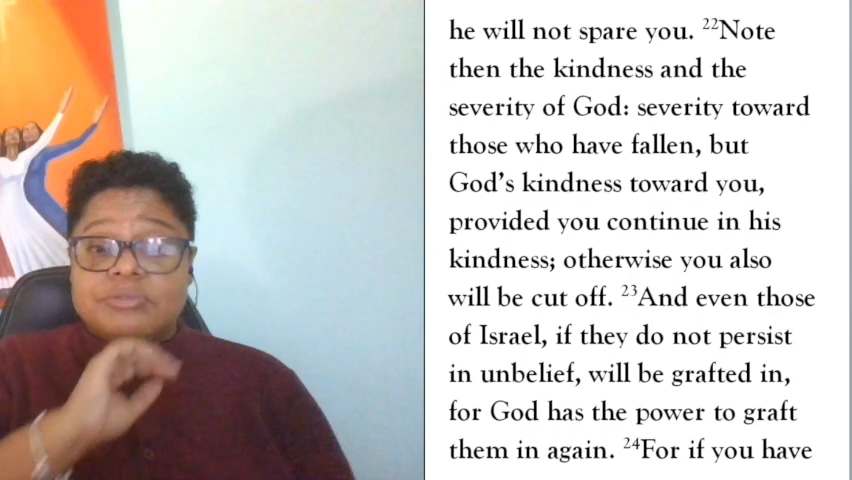 he will not spare you. ²²Note
then the kindness and the
severity of God: severity toward
those who have fallen, but
God’s kindness toward you,
provided you continue in his
kindness; otherwise you also
will be cut off. ²³And even those
of Israel, if they do not persist
in unbelief, will be grafted in,
for God has the power to graft
them in again. ²⁴For if you have